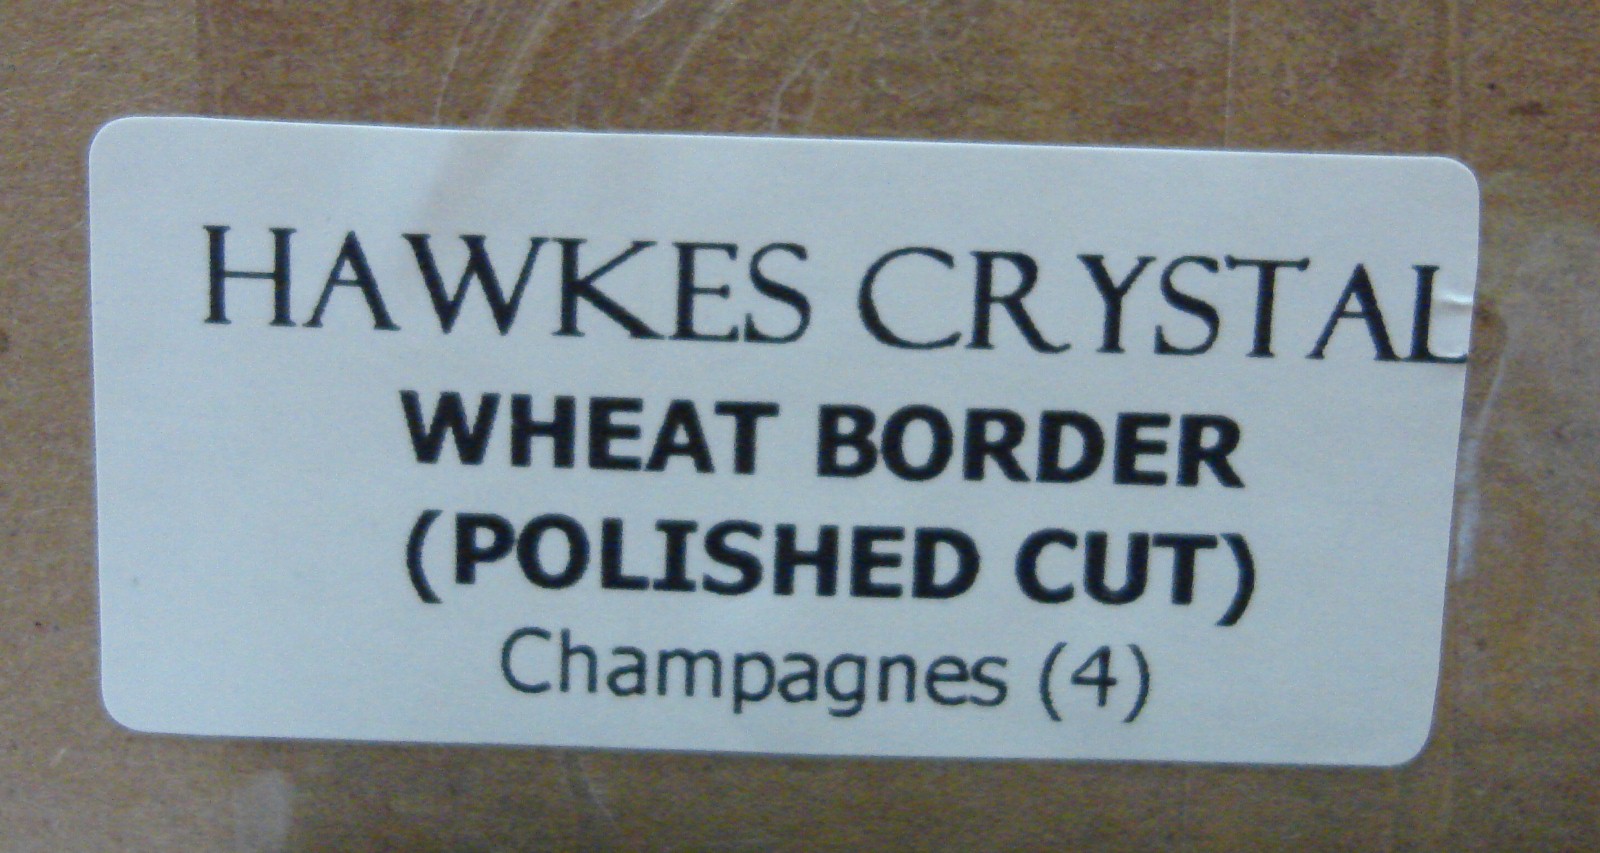 HAWKES CRYSTAL
WHEAT BORDER
(POLISHED CUT)
Champagnes (4)